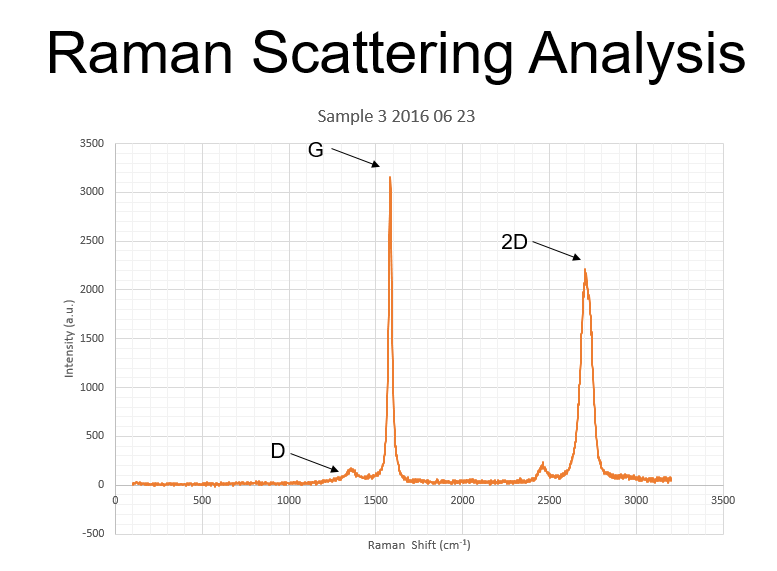 Raman Scattering Analysis
Sample 3 2016 06 23
3500
G
3000
2500
2D
2000
1500
Intensity (a.u.)
1000
500
D
0
0 500 1000 1500 2000 2500 3000 3500
-500
Raman Shift (cm⁻¹)